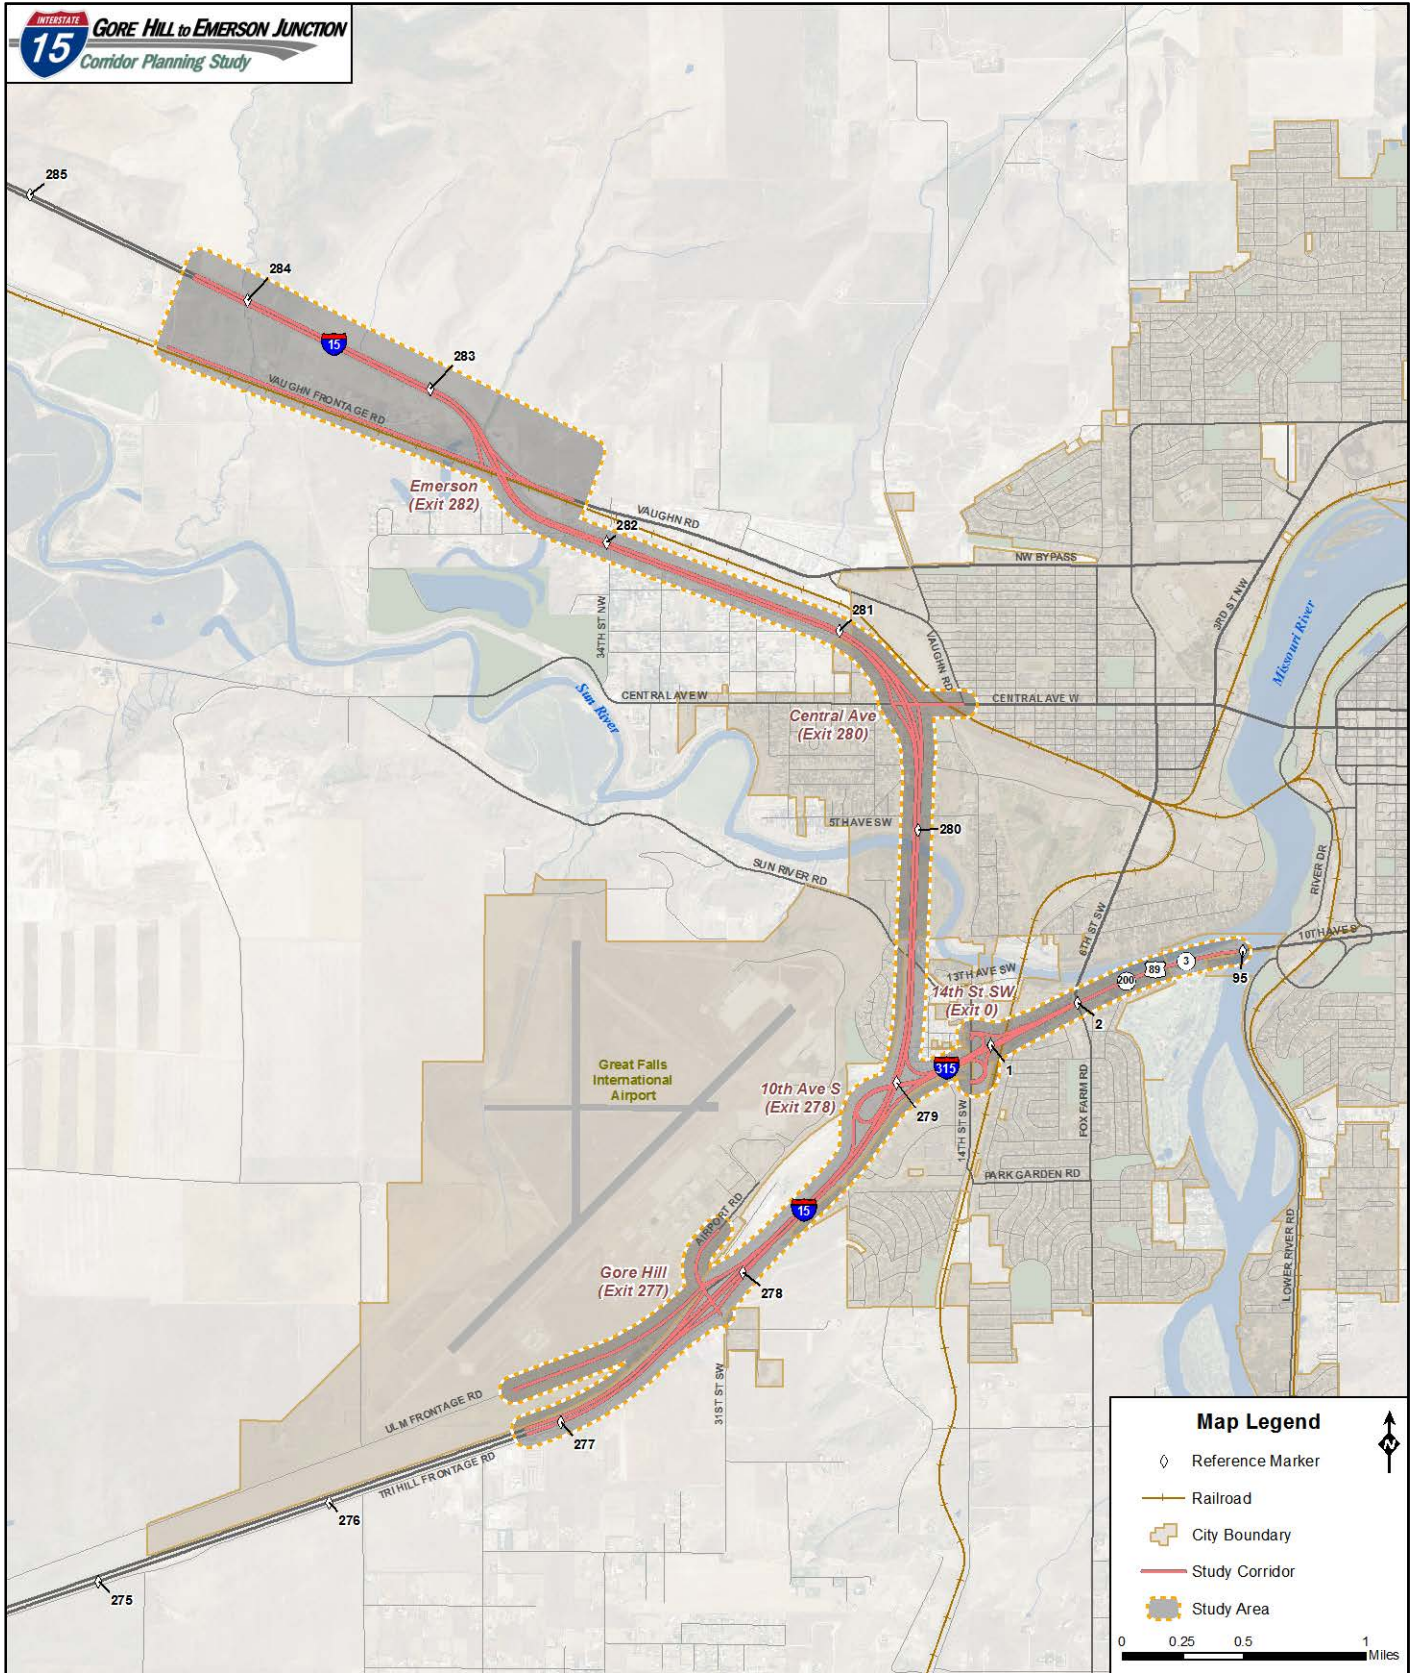 INTERSTATE
15
GORE HILL to EMERSON JUNCTION
Corridor Planning Study
285
284
15
283
VAUGHN FRONTAGE RD
Emerson
(Exit 282)
282
VAUGHN RD
NW BYPASS
281
3RD ST NW
Missouri River
34TH ST NW
VAUGHN RD
Sun River
CENTRAL AVE W
CENTRAL AVE W
Central Ave
(Exit 280)
5TH AVE SW
280
SUN RIVER RD
RIVER DR
6TH ST SW
10TH AVE S
13TH AVE SW
3
89
200
95
14th St SW
(Exit 0)
2
Great Falls
International
Airport
315
1
10th Ave S
(Exit 278)
279
14TH ST SW
FOX FARM RD
PARK GARDEN RD
AIRPORT RD
15
LOWER RIVER RD
Gore Hill
(Exit 277)
278
31ST ST SW
ULM FRONTAGE RD
277
TRI HILL FRONTAGE RD
276
275
Map Legend
N
Reference Marker
Railroad
City Boundary
Study Corridor
Study Area
0 0.25 0.5 1
Miles